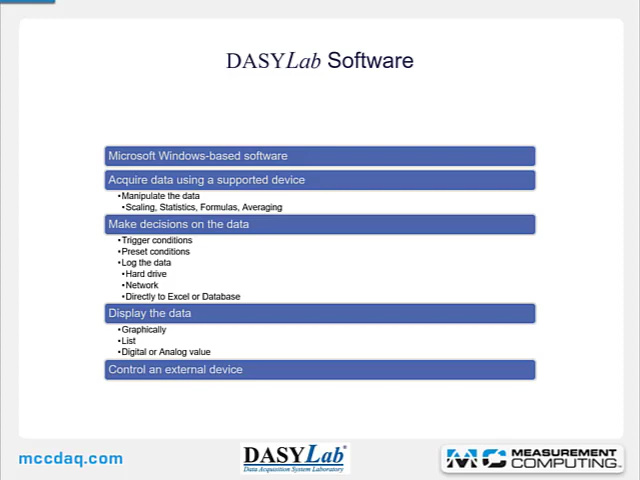 DASYLab Software
Microsoft Windows-based software
Acquire data using a supported device
•Manipulate the data
•Scaling, Statistics, Formulas, Averaging
Make decisions on the data
•Trigger conditions
•Preset conditions
•Log the data
•Hard drive
•Network
•Directly to Excel or Database
Display the data
•Graphically
•List
•Digital or Analog value
Control an external device
mccdaq.com
DASYLab®
Data Acquisition System Laboratory
MC MEASUREMENT
COMPUTING™